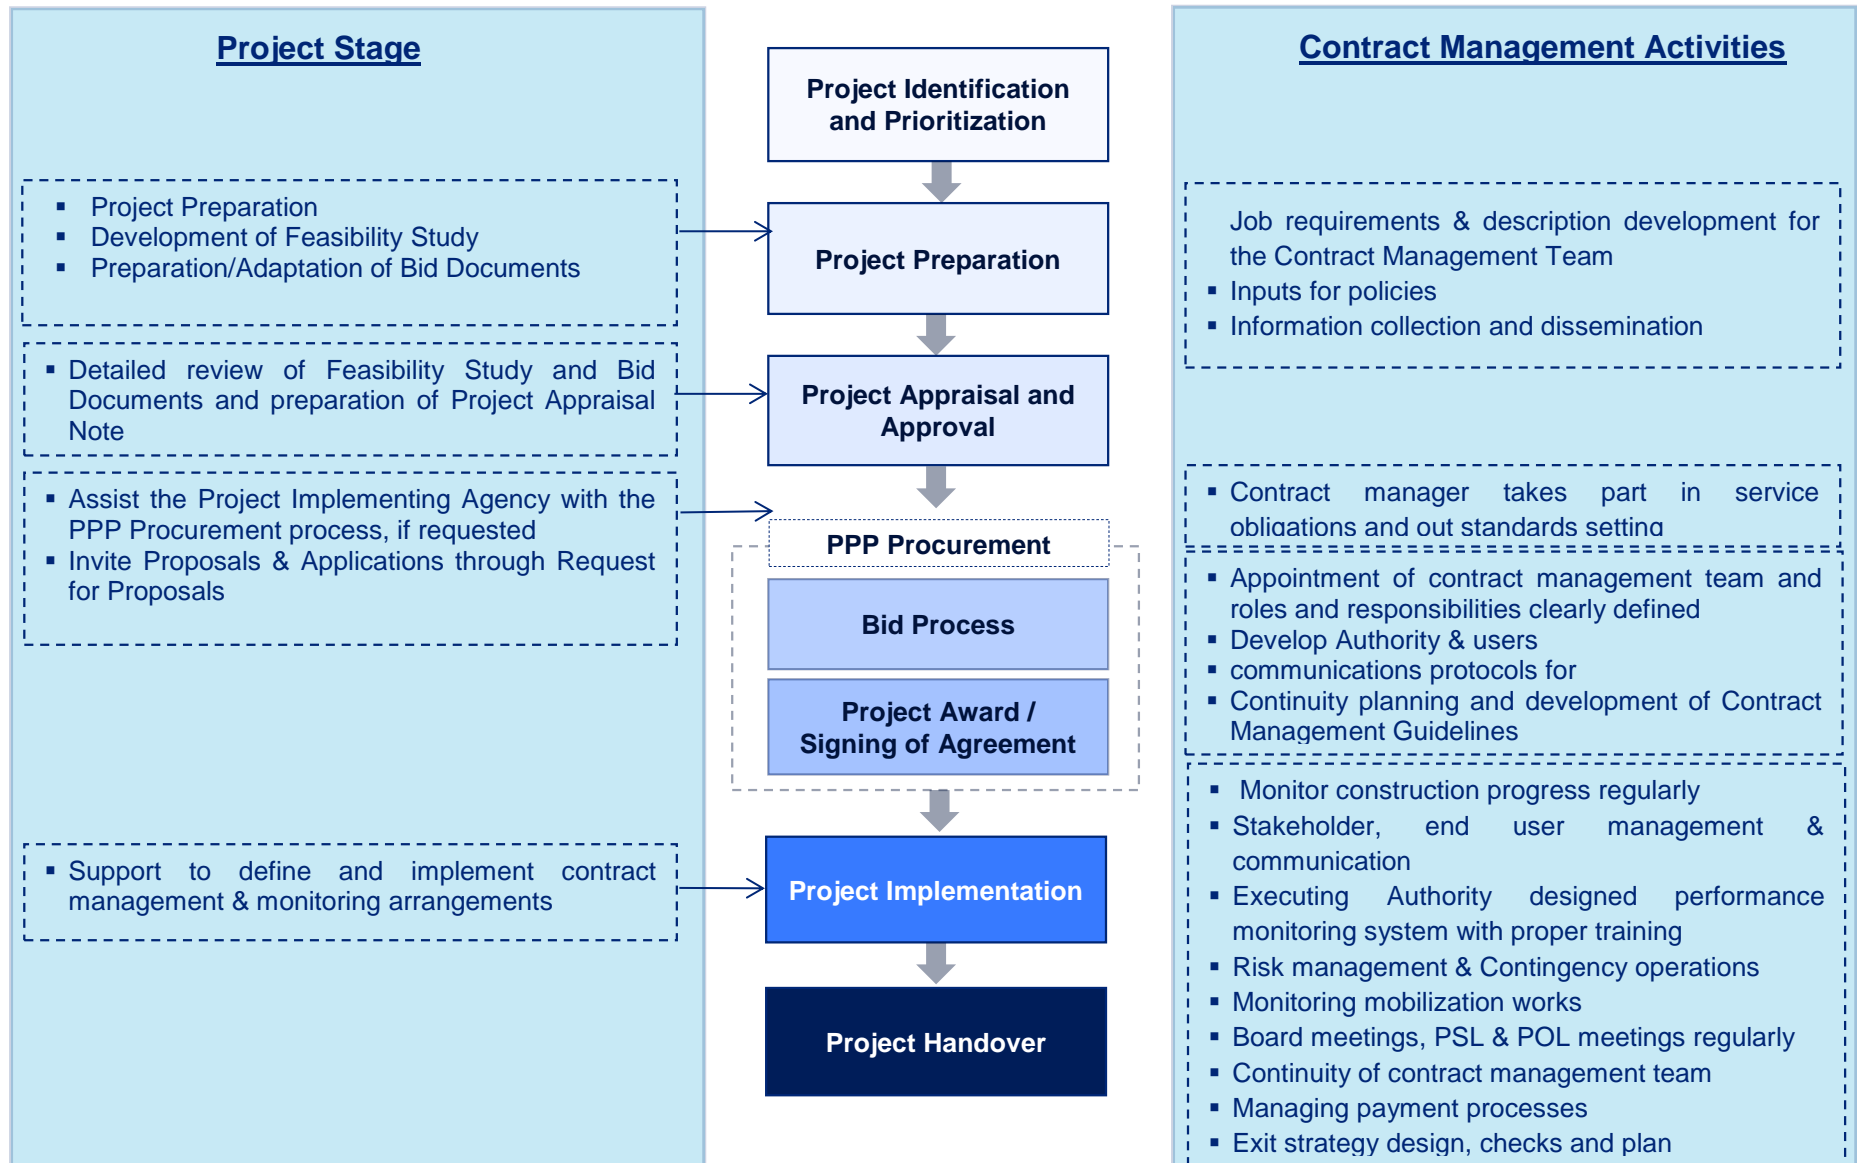 Project Stage
▪ Project Preparation
▪ Development of Feasibility Study
▪ Preparation/Adaptation of Bid Documents
▪ Detailed review of Feasibility Study and Bid
Documents and preparation of Project Appraisal
Note
▪ Assist the Project Implementing Agency with the
PPP Procurement process, if requested
▪ Invite Proposals & Applications through Request
for Proposals
▪ Support to define and implement contract
management & monitoring arrangements
Project Identification
and Prioritization
Project Preparation
Project Appraisal and
Approval
PPP Procurement
Bid Process
Project Award /
Signing of Agreement
Project Implementation
Project Handover
Contract Management Activities
Job requirements & description development for
the Contract Management Team
▪ Inputs for policies
▪ Information collection and dissemination
▪ Contract manager takes part in service
obligations and out standards setting
▪ Appointment of contract management team and
roles and responsibilities clearly defined
▪ Develop Authority & users
▪ communications protocols for
▪ Continuity planning and development of Contract
Management Guidelines
▪ Monitor construction progress regularly
▪ Stakeholder, end user management &
communication
▪ Executing Authority designed performance
monitoring system with proper training
▪ Risk management & Contingency operations
▪ Monitoring mobilization works
▪ Board meetings, PSL & POL meetings regularly
▪ Continuity of contract management team
▪ Managing payment processes
▪ Exit strategy design, checks and plan